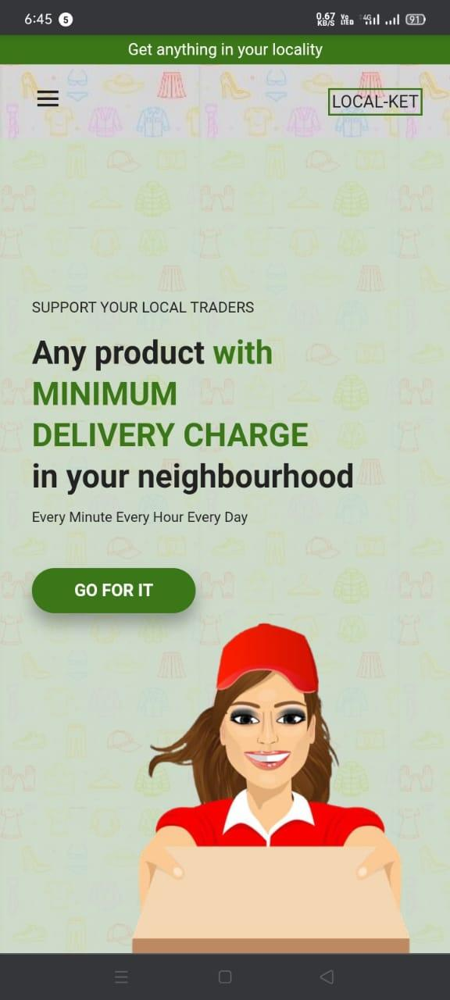 6:45 5 0.67 KB/S Vo LTED 4G 91
Get anything in your locality
LOCAL-KET
SUPPORT YOUR LOCAL TRADERS
Any product with
MINIMUM
DELIVERY CHARGE
in your neighbourhood
Every Minute Every Hour Every Day
GO FOR IT